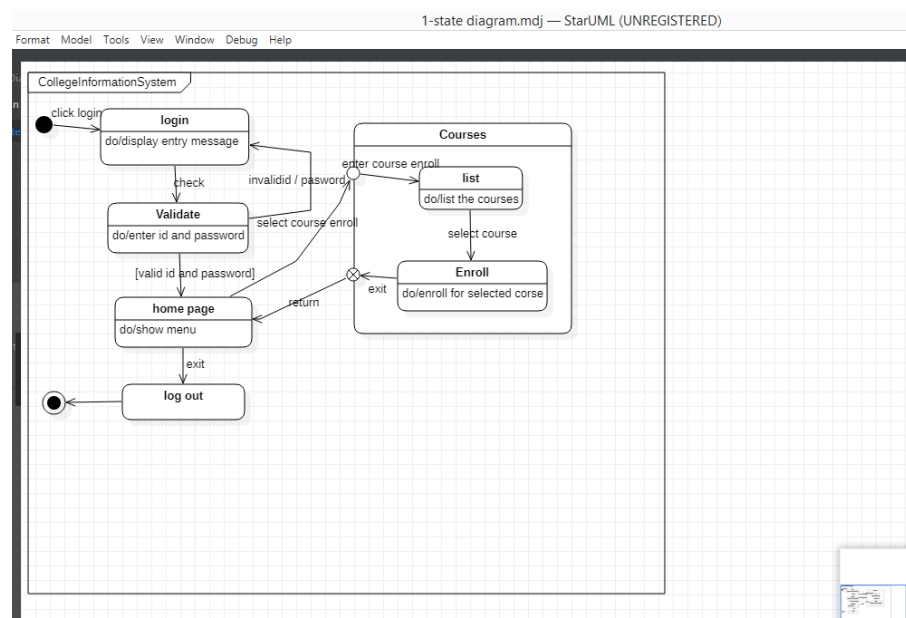 1-state diagram.mdj — StarUML (UNREGISTERED)
Format Model Tools View Window Debug Help
CollegeInformationSystem
click login
login
do/display entry message
check
Validate
do/enter id and password
invalidid / pasword
select course enroll
[valid id and password]
home page
do/show menu
return
exit
log out
Courses
enter course enroll
list
do/list the courses
select course
Enroll
do/enroll for selected corse
exit